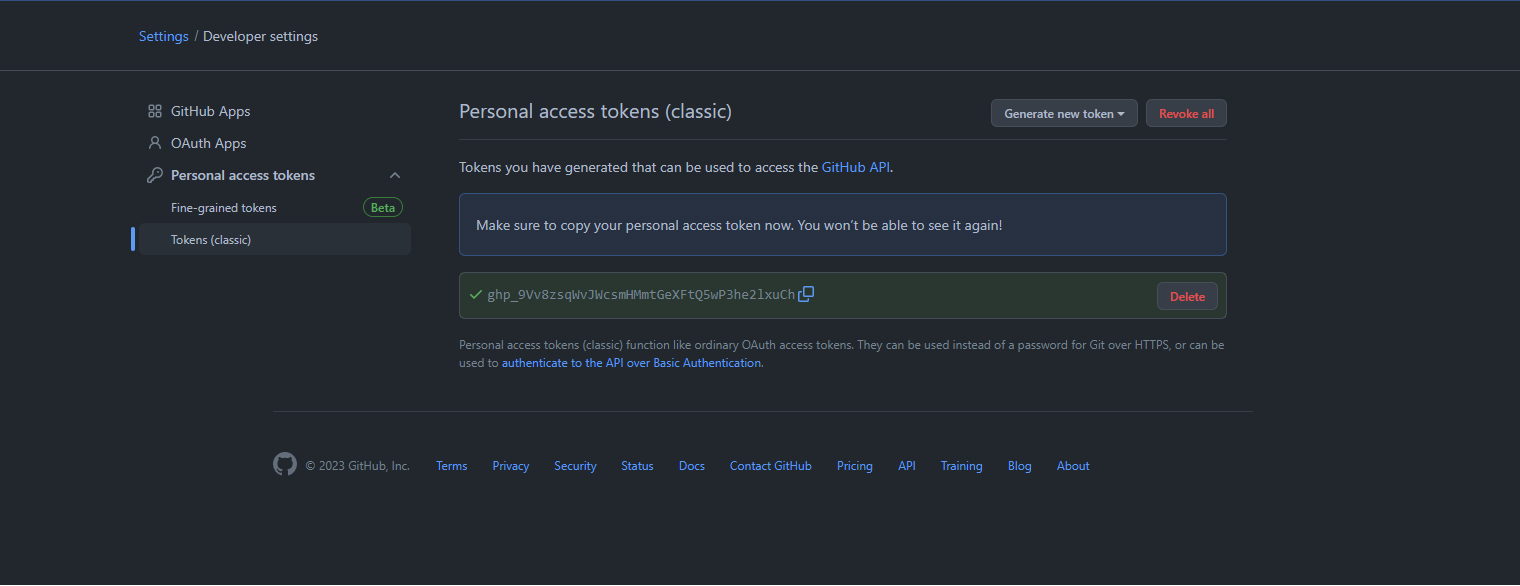 Settings / Developer settings
GitHub Apps
OAuth Apps
Personal access tokens
Fine-grained tokens Beta
Tokens (classic)
Personal access tokens (classic)
Generate new token
Revoke all
Tokens you have generated that can be used to access the GitHub API.
Make sure to copy your personal access token now. You won’t be able to see it again!
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
Delete
Personal access tokens (classic) function like ordinary OAuth access tokens. They can be used instead of a password for Git over HTTPS, or can be
used to authenticate to the API over Basic Authentication.
© 2023 GitHub, Inc. Terms Privacy Security Status Docs Contact GitHub Pricing API Training Blog About